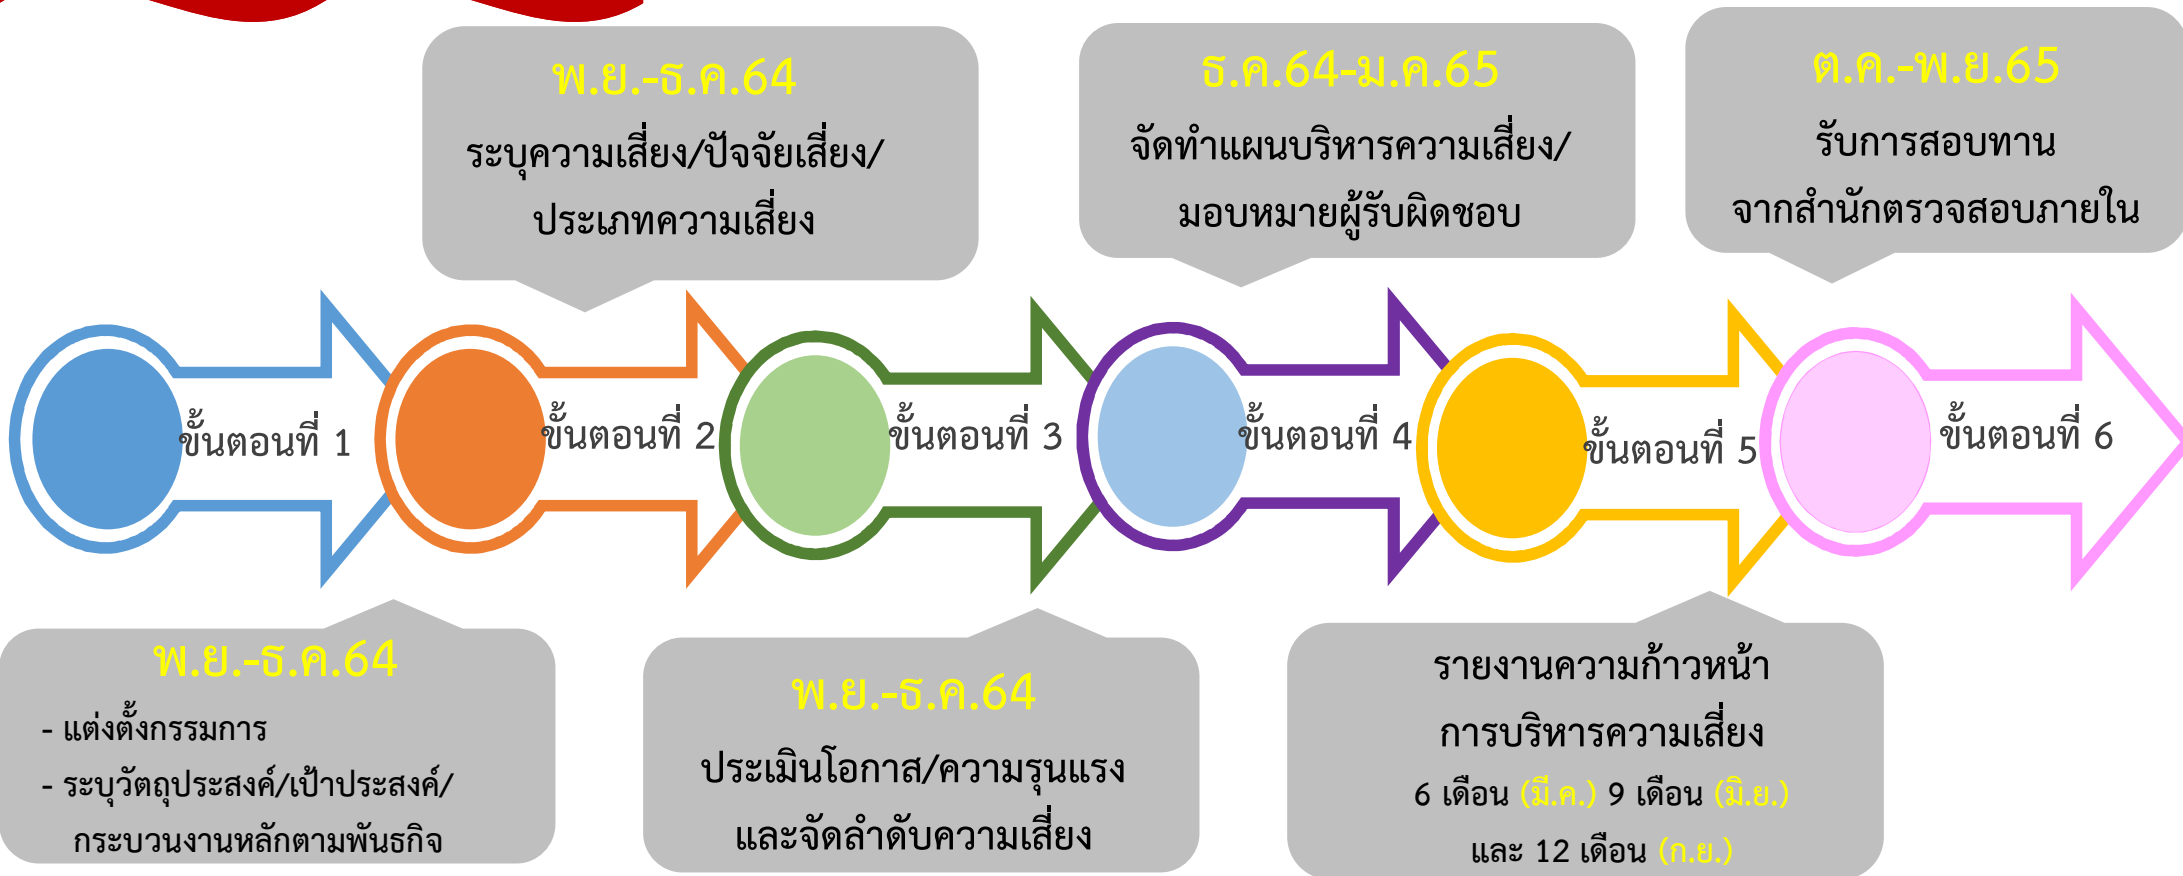 พ.ย.-ธ.ค.64
ระบุความเสี่ยง/ปัจจัยเสี่ยง/
ประเภทความเสี่ยง
ธ.ค.64-ม.ค.65
จัดทำแผนบริหารความเสี่ยง/
มอบหมายผู้รับผิดชอบ
ต.ค.-พ.ย.65
รับการสอบทาน
จากสำนักตรวจสอบภายใน
ขั้นตอนที่ 1
ขั้นตอนที่ 2
ขั้นตอนที่ 3
ขั้นตอนที่ 4
ขั้นตอนที่ 5
ขั้นตอนที่ 6
พ.ย.-ธ.ค.64
- แต่งตั้งกรรมการ
- ระบุวัตถุประสงค์/เป้าประสงค์/
กระบวนงานหลักตามพันธกิจ
พ.ย.-ธ.ค.64
ประเมินโอกาส/ความรุนแรง
และจัดลำดับความเสี่ยง
รายงานความก้าวหน้า
การบริหารความเสี่ยง
6 เดือน (มี.ค.) 9 เดือน (มิ.ย.)
และ 12 เดือน (ก.ย.)